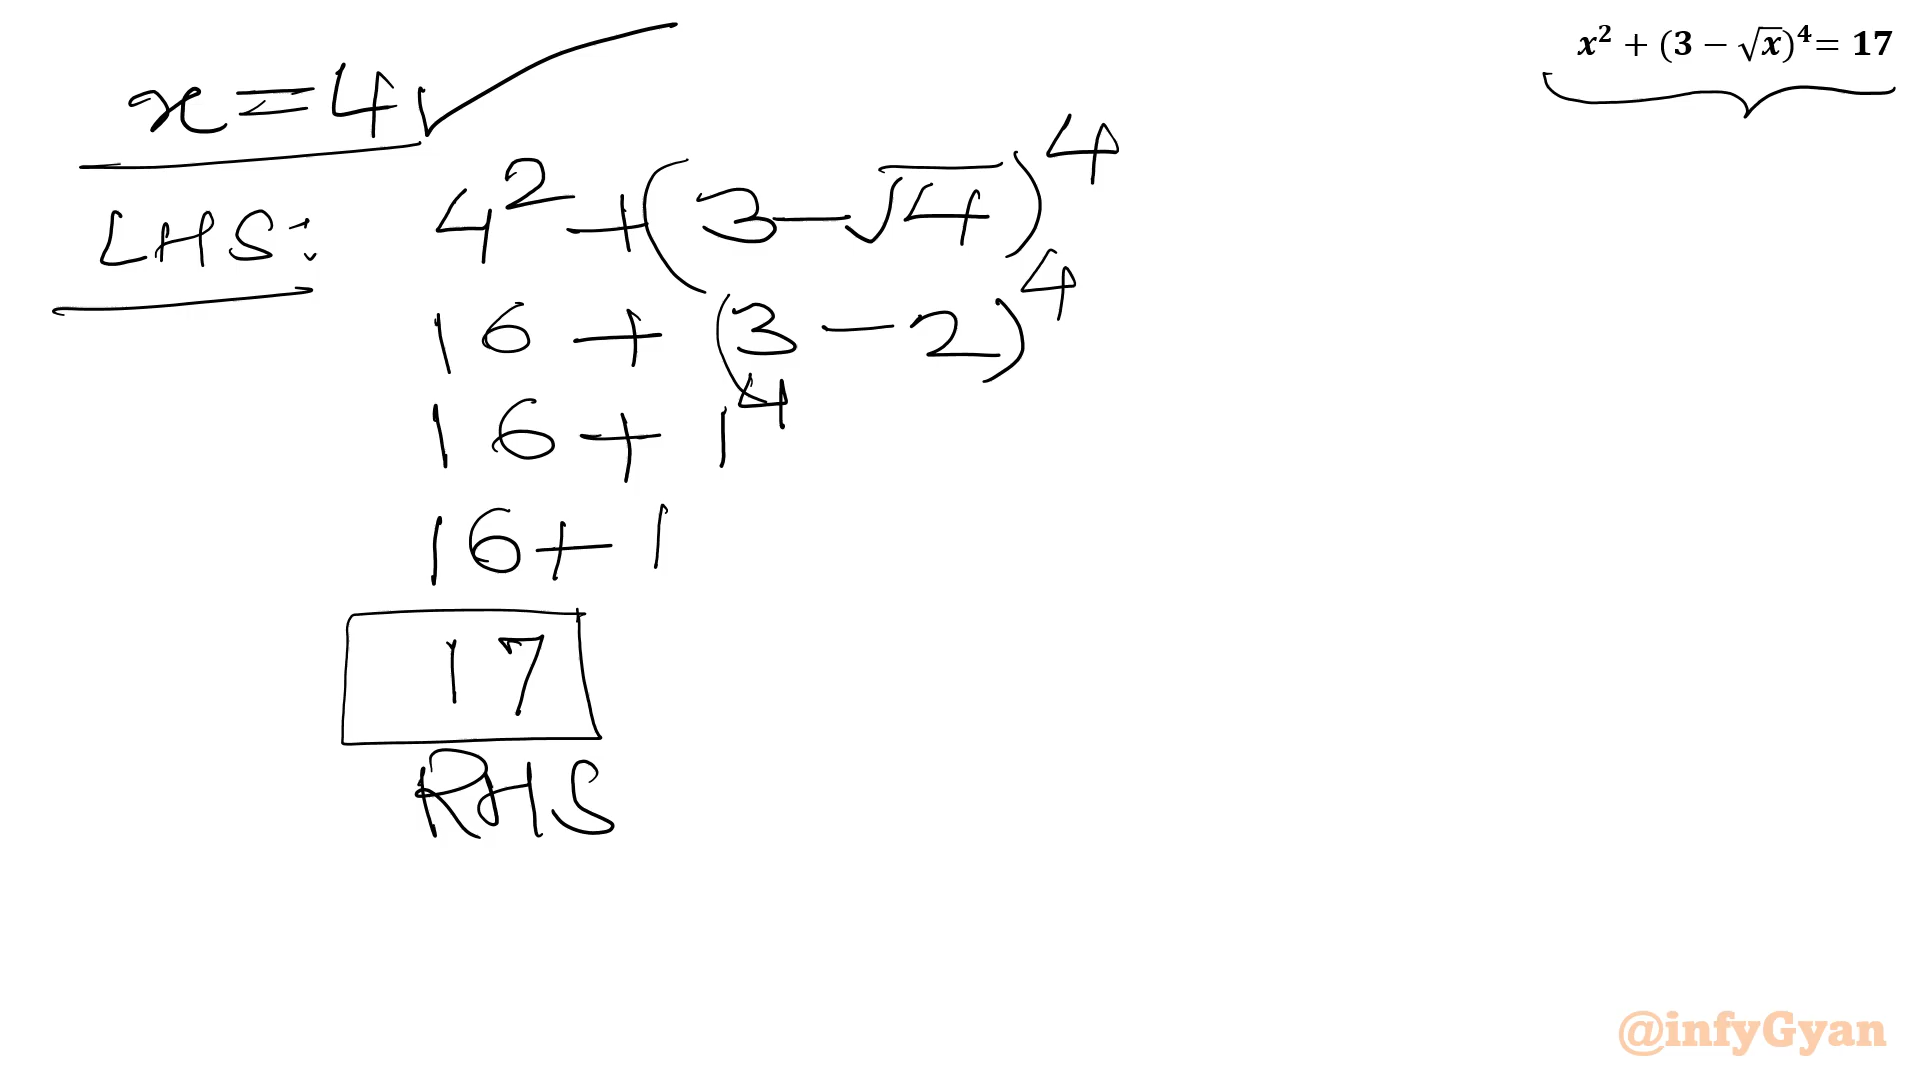 x² + (3 − √x)⁴= 17
x = 4
LHS: 4² + (3 − √4)⁴
16 + (3 − 2)⁴
16 + 1⁴
16 + 1
17
RHS
@infyGyan